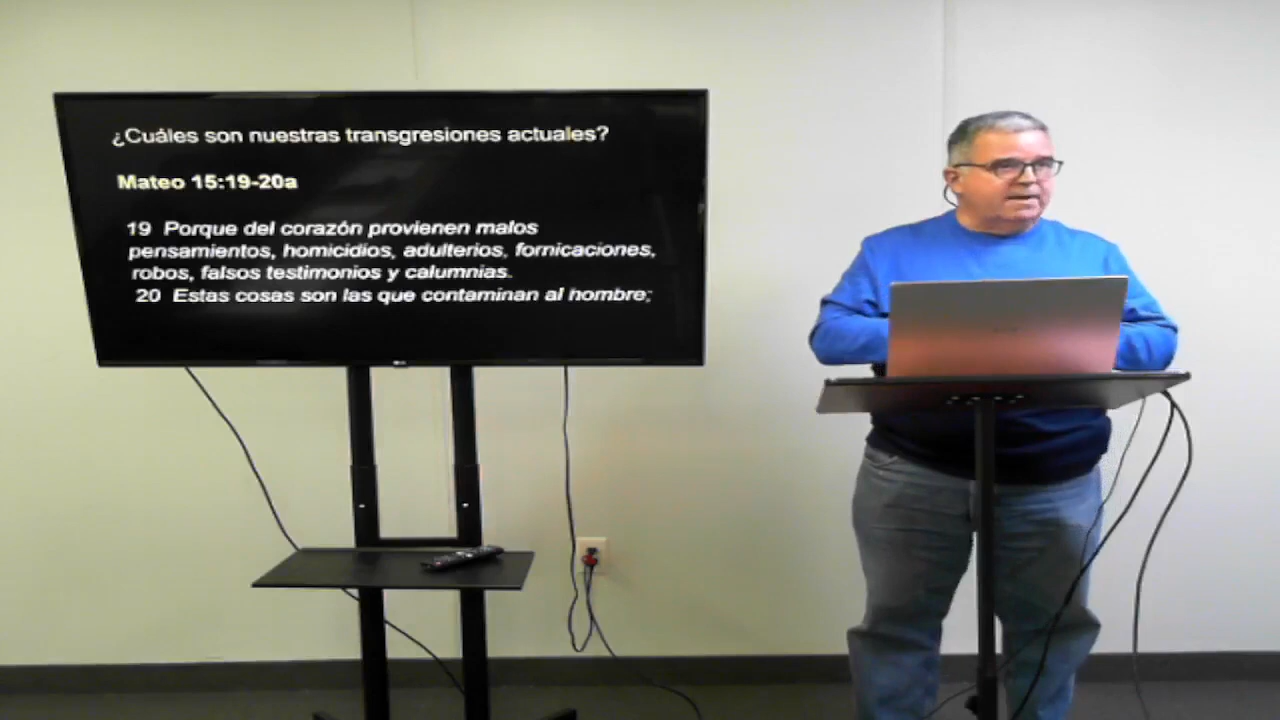 ¿Cuáles son nuestras transgresiones actuales?
Mateo 15:19-20a
19 Porque del corazón provienen malos
pensamientos, homicidios, adulterios, fornicaciones,
robos, falsos testimonios y calumnias.
20 Estas cosas son las que contaminan al hombre;